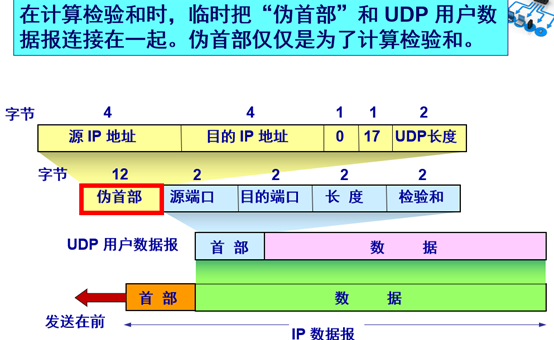 在计算检验和时，临时把“伪首部”和 UDP 用户数
据报连接在一起。伪首部仅仅是为了计算检验和。
字节 4 4 1 1 2
源 IP 地址 目的 IP 地址 0 17 UDP长度
字节 12 2 2 2 2
伪首部 源端口 目的端口 长 度 检验和
UDP 用户数据报 首 部 数 据
首 部 数 据
发送在前
IP 数据报